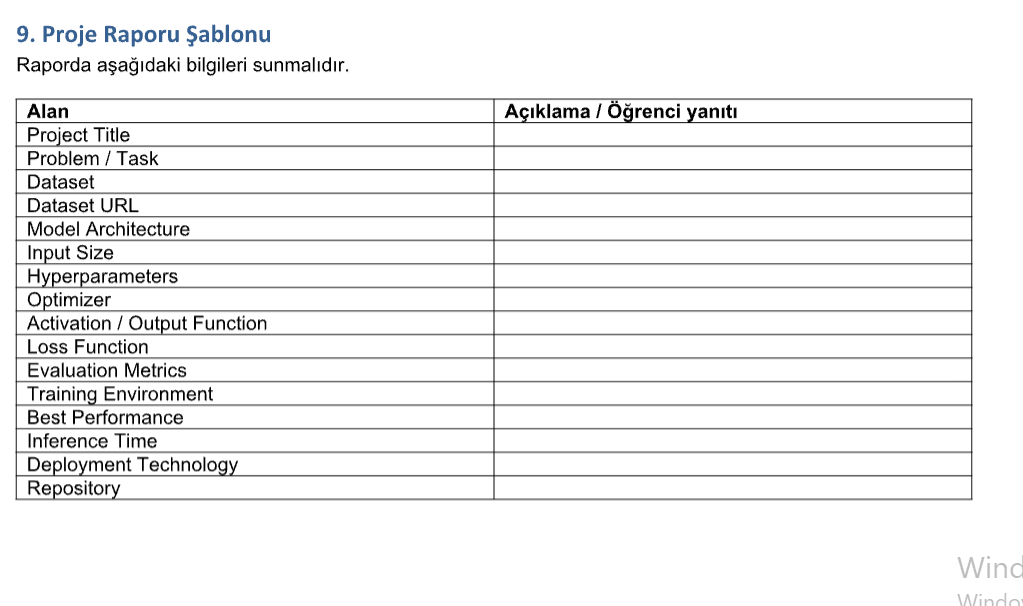 9. Proje Raporu Şablonu
Raporda aşağıdaki bilgileri sunmalıdır.
Alan Açıklama / Öğrenci yanıtı
Project Title
Problem / Task
Dataset
Dataset URL
Model Architecture
Input Size
Hyperparameters
Optimizer
Activation / Output Function
Loss Function
Evaluation Metrics
Training Environment
Best Performance
Inference Time
Deployment Technology
Repository
Wind